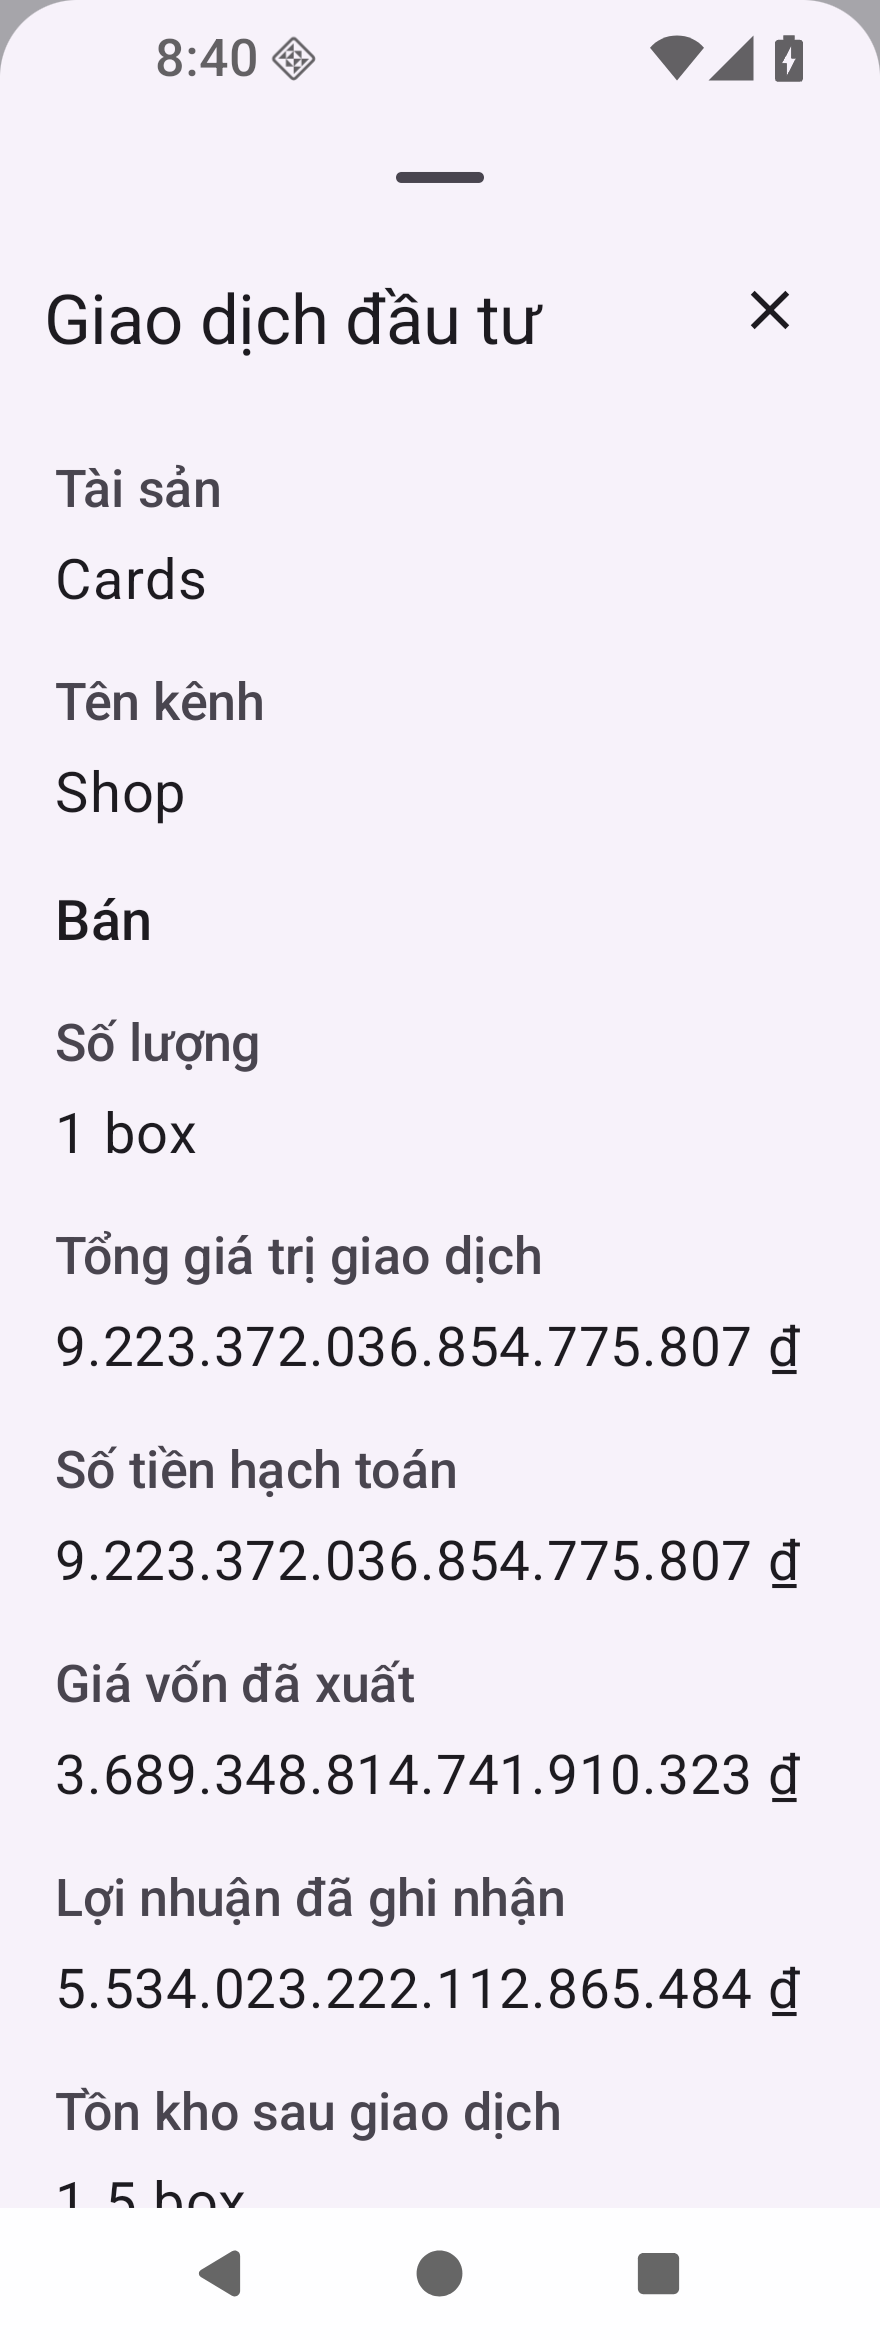 8:40
Giao dịch đầu tư
Tài sản
Cards
Tên kênh
Shop
Bán
Số lượng
1 box
Tổng giá trị giao dịch
9.223.372.036.854.775.807 ₫
Số tiền hạch toán
9.223.372.036.854.775.807 ₫
Giá vốn đã xuất
3.689.348.814.741.910.323 ₫
Lợi nhuận đã ghi nhận
5.534.023.222.112.865.484 ₫
Tồn kho sau giao dịch
1,5 box